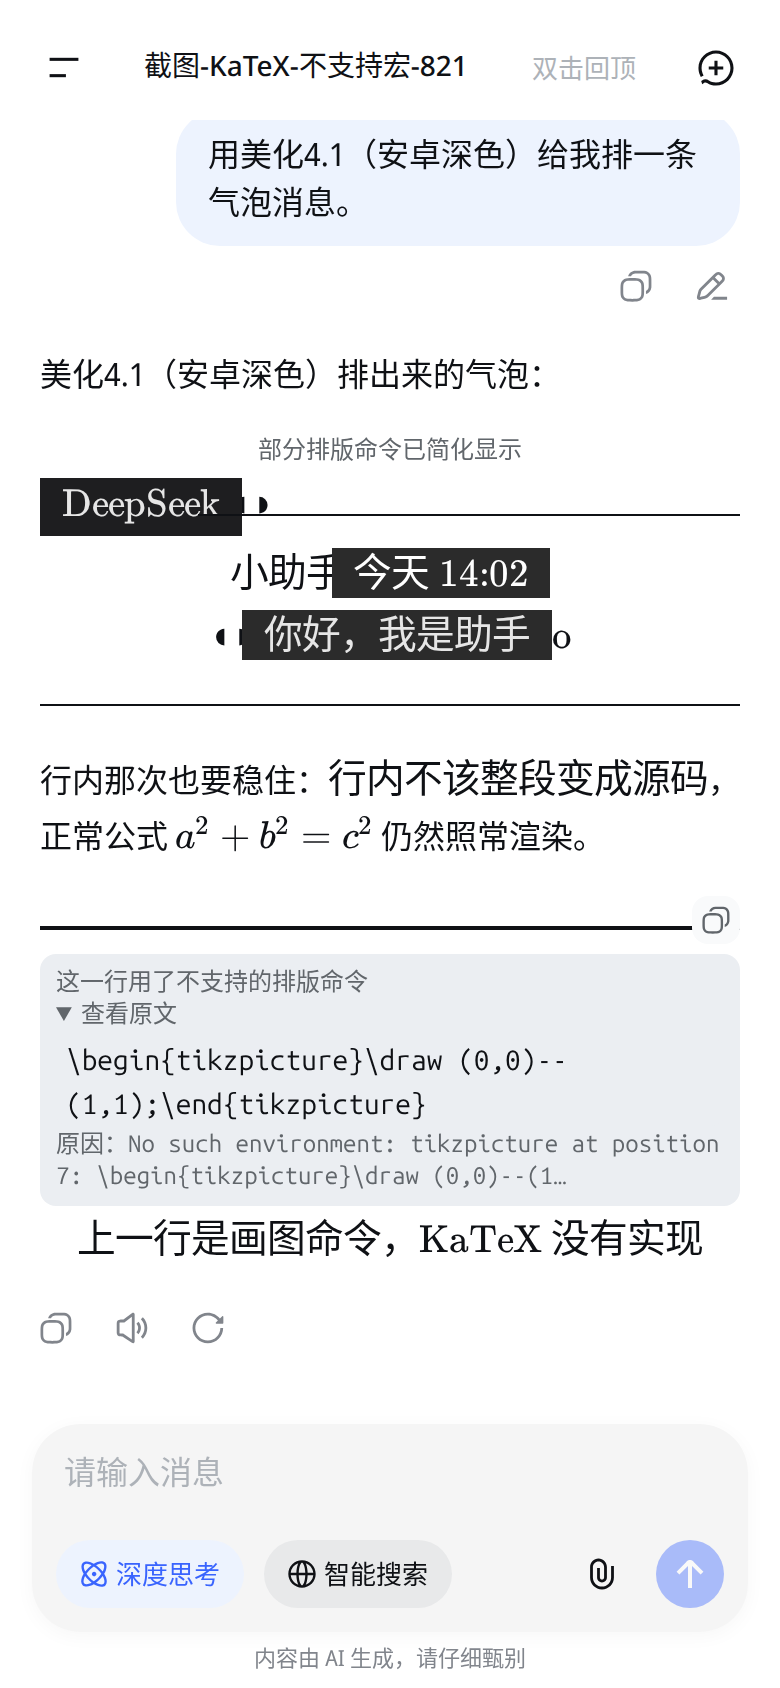 截图-KaTeX-不支持宏-821
双击回顶
用美化4.1（安卓深色）给我排一条
气泡消息。
美化4.1（安卓深色）排出来的气泡：
部分排版命令已简化显示
DeepSeek
小助手 今天 14:02
你好，我是助手 o
行内那次也要稳住：行内不该整段变成源码，
正常公式 a² + b² = c² 仍然照常渲染。
这一行用了不支持的排版命令
▼ 查看原文
\begin{tikzpicture}\draw (0,0)--
(1,1);\end{tikzpicture}
原因：No such environment: tikzpicture at position
7: \begin{tikzpicture}\draw (0,0)--(1…
上一行是画图命令，KaTeX 没有实现
请输入消息
深度思考
智能搜索
内容由 AI 生成，请仔细甄别